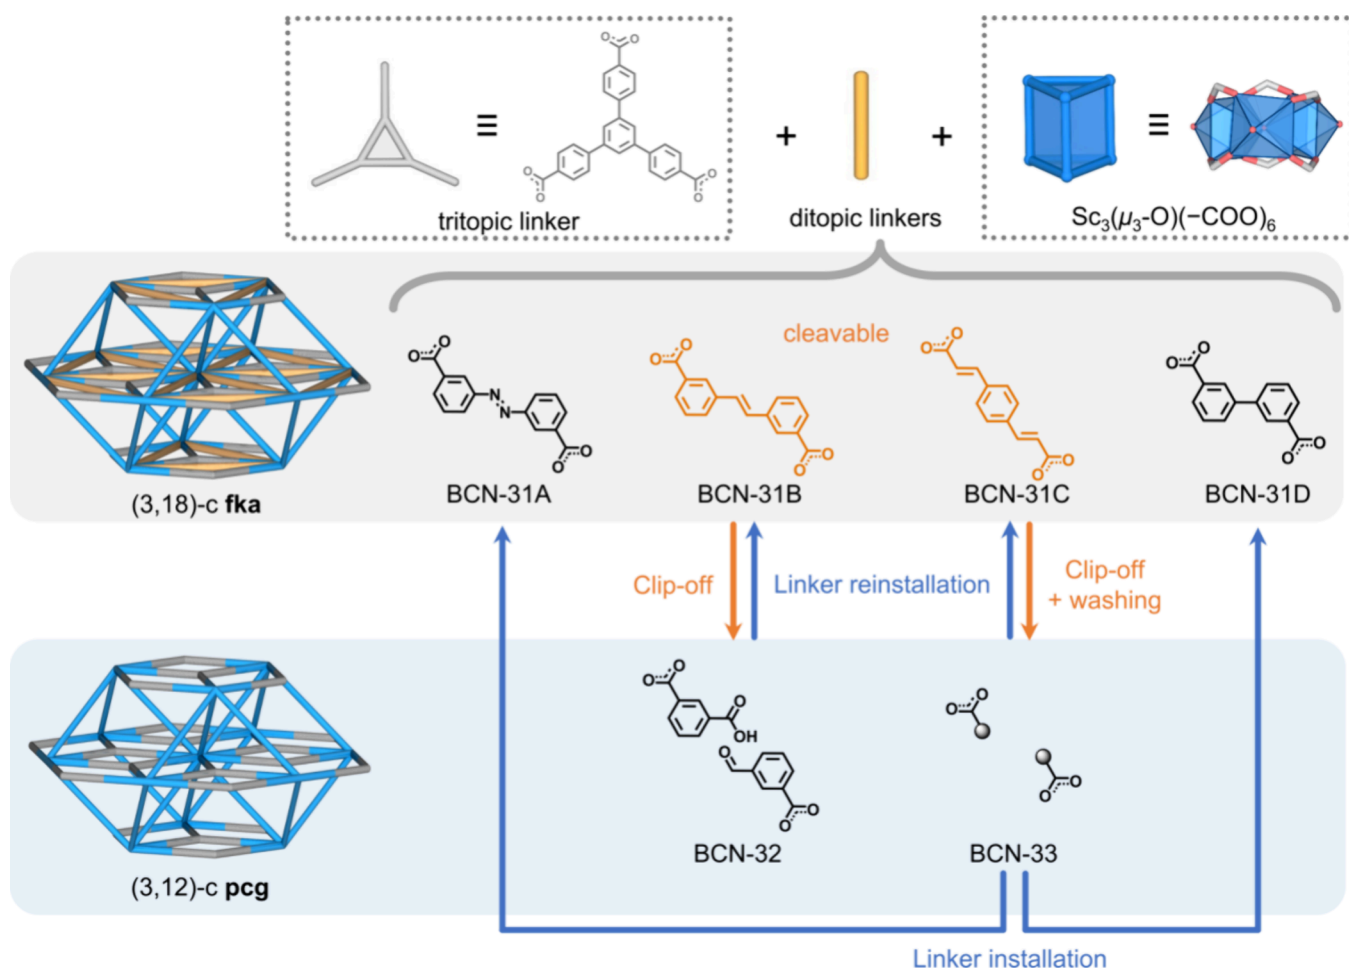 ≡
+
+
≡
tritopic linker
ditopic linkers
Sc₃(μ₃-O)(−COO)₆
cleavable
N
N
O O
O O
O O
O O
O O
O O
O O
O O
O O
O O
O O
(3,18)-c fka
BCN-31A
BCN-31B
BCN-31C
BCN-31D
Clip-off
Linker reinstallation
Clip-off
+ washing
O O
O
OH
O
O O
O O
O O
BCN-32
BCN-33
(3,12)-c pcg
Linker installation